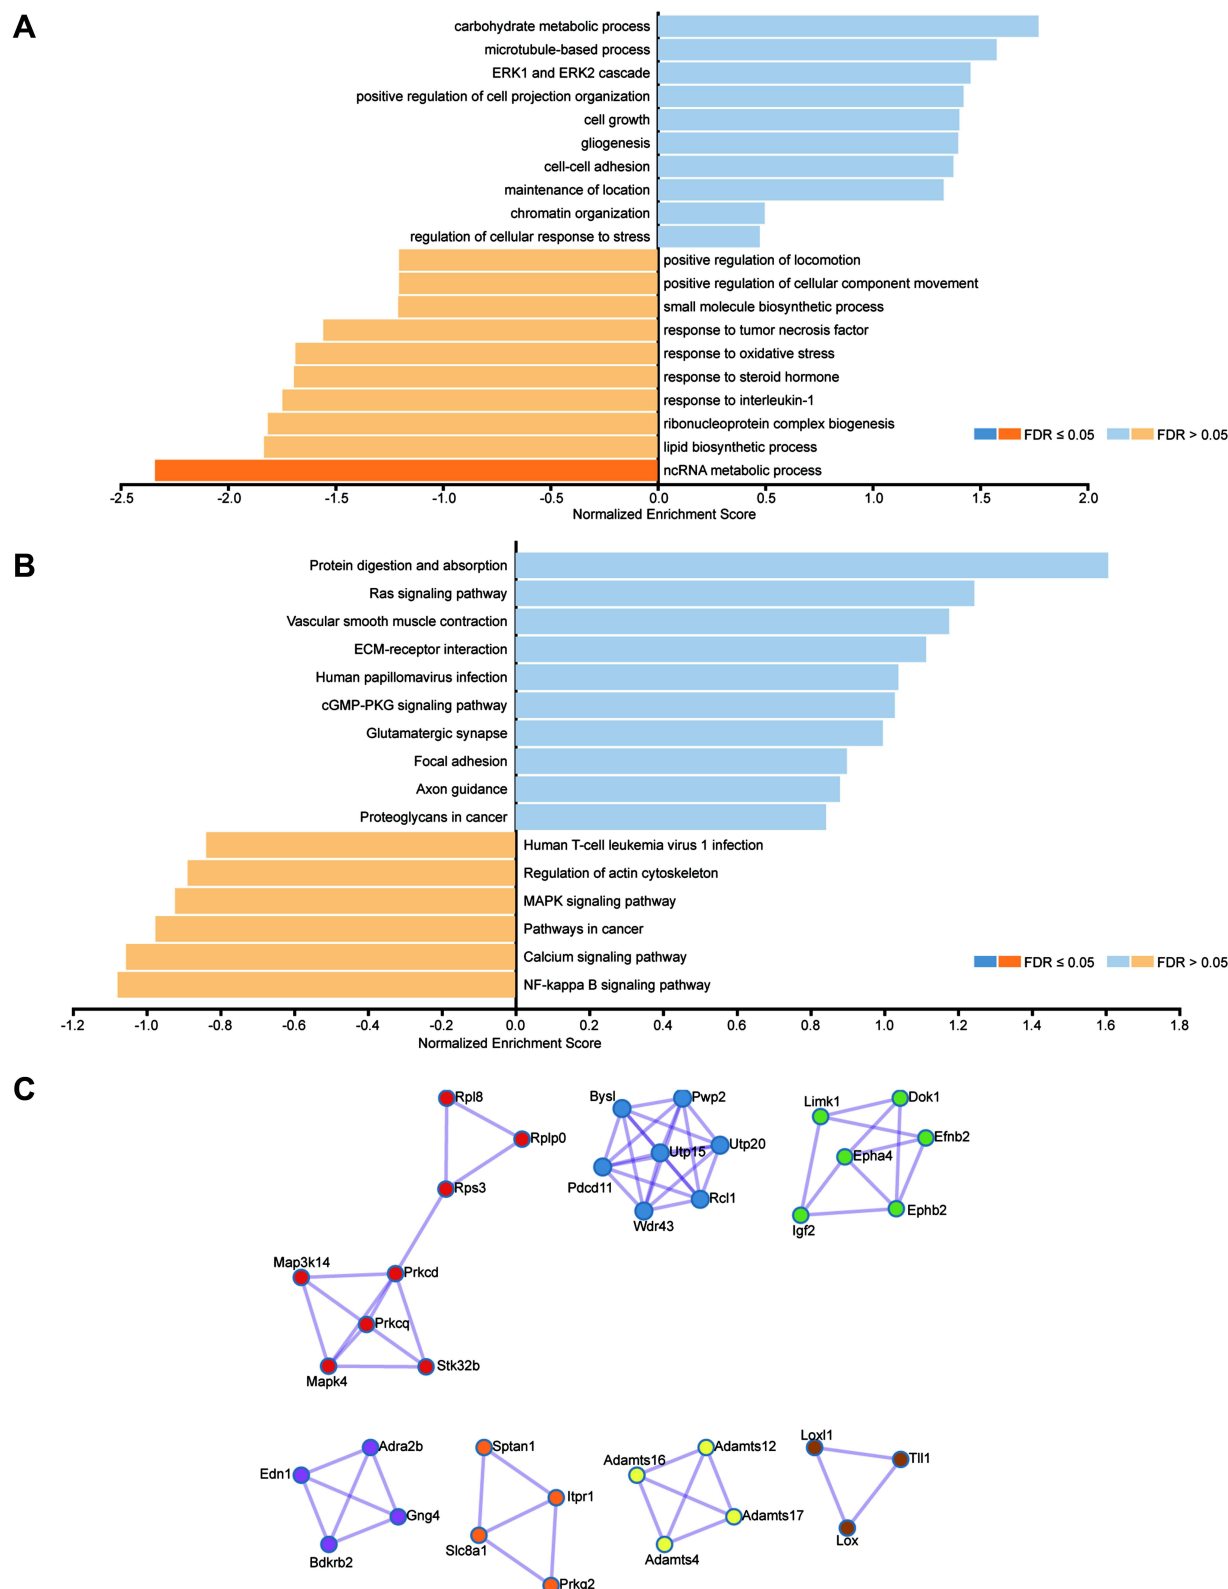 A
carbohydrate metabolic process
microtubule-based process
ERK1 and ERK2 cascade
positive regulation of cell projection organization
cell growth
gliogenesis
cell-cell adhesion
maintenance of location
chromatin organization
regulation of cellular response to stress
positive regulation of locomotion
positive regulation of cellular component movement
small molecule biosynthetic process
response to tumor necrosis factor
response to oxidative stress
response to steroid hormone
response to interleukin-1
ribonucleoprotein complex biogenesis
FDR ≤ 0.05 FDR > 0.05
lipid biosynthetic process
ncRNA metabolic process
-2.5 -2.0 -1.5 -1.0 -0.5 0.0 0.5 1.0 1.5 2.0
Normalized Enrichment Score
B
Protein digestion and absorption
Ras signaling pathway
Vascular smooth muscle contraction
ECM-receptor interaction
Human papillomavirus infection
cGMP-PKG signaling pathway
Glutamatergic synapse
Focal adhesion
Axon guidance
Proteoglycans in cancer
Human T-cell leukemia virus 1 infection
Regulation of actin cytoskeleton
MAPK signaling pathway
Pathways in cancer
Calcium signaling pathway
FDR ≤ 0.05 FDR > 0.05
NF-kappa B signaling pathway
-1.2 -1.0 -0.8 -0.6 -0.4 -0.2 0.0 0.2 0.4 0.6 0.8 1.0 1.2 1.4 1.6 1.8
Normalized Enrichment Score
C
Rpl8
Rplp0
Rps3
Map3k14
Prkcd
Prkcq
Mapk4
Stk32b
Bysl
Pwp2
Utp15
Utp20
Pdcd11
Rcl1
Wdr43
Limk1
Dok1
Efnb2
Epha4
Igf2
Ephb2
Adra2b
Edn1
Gng4
Bdkrb2
Sptan1
Itpr1
Slc8a1
Prkg2
Adamts12
Adamts16
Adamts17
Adamts4
Loxl1
Tll1
Lox